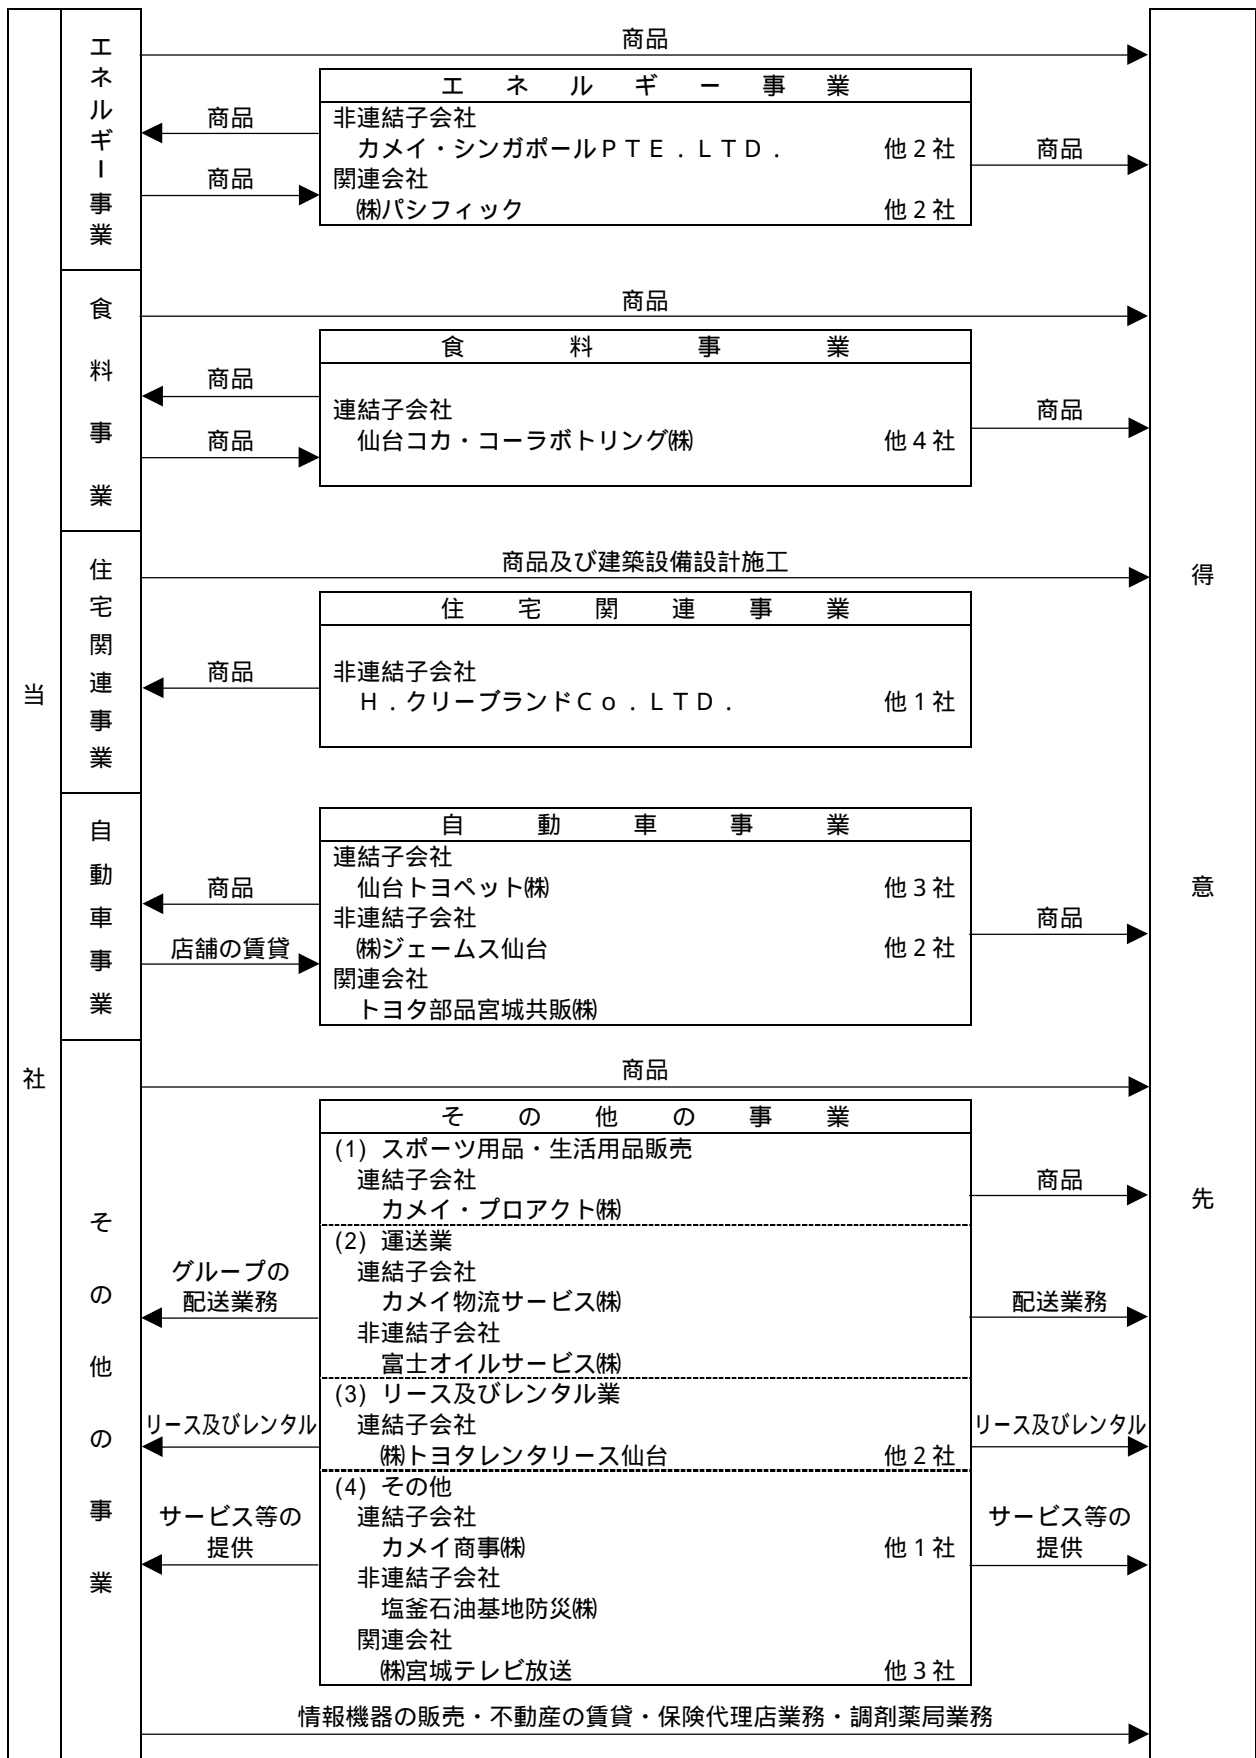 当社
エネルギー事業
商品
エネルギー事業
商品
商品
非連結子会社
カメイ・シンガポールＰＴＥ．ＬＴＤ． 他２社
関連会社
㈱パシフィック 他２社
商品
食料事業
商品
食料事業
商品
商品
連結子会社
仙台コカ・コーラボトリング㈱ 他４社
商品
住宅関連事業
商品及び建築設備設計施工
住宅関連事業
商品
非連結子会社
Ｈ．クリーブランドＣｏ．ＬＴＤ． 他１社
自動車事業
自動車事業
商品
店舗の賃貸
連結子会社
仙台トヨペット㈱ 他３社
非連結子会社
㈱ジェームス仙台 他２社
関連会社
トヨタ部品宮城共販㈱
商品
その他の事業
商品
その他の事業
(1) スポーツ用品・生活用品販売
連結子会社
カメイ・プロアクト㈱
商品
グループの
配送業務
(2) 運送業
連結子会社
カメイ物流サービス㈱
非連結子会社
富士オイルサービス㈱
配送業務
リース及びレンタル
(3) リース及びレンタル業
連結子会社
㈱トヨタレンタリース仙台 他２社
リース及びレンタル
サービス等の
提供
(4) その他
連結子会社
カメイ商事㈱ 他１社
非連結子会社
塩釜石油基地防災㈱
関連会社
㈱宮城テレビ放送 他３社
サービス等の
提供
情報機器の販売・不動産の賃貸・保険代理店業務・調剤薬局業務
得意先